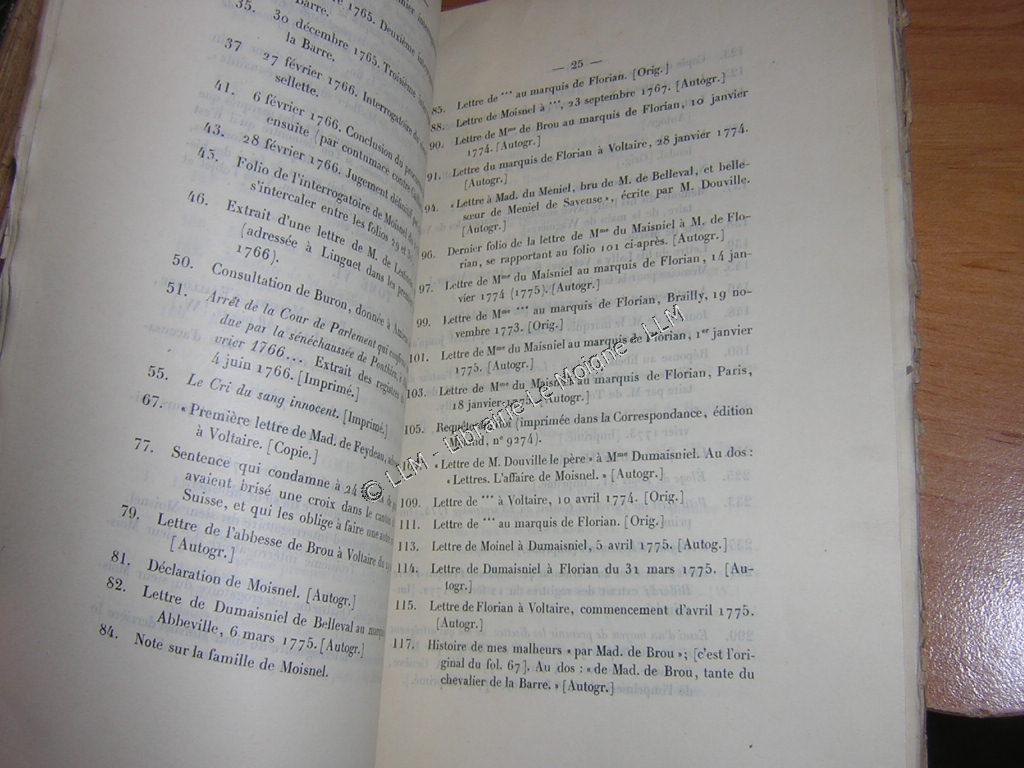 Barre.
1765. Deuxième
35. 30 décembre 1765. Troisième
la Barre.
37 27 février 1766. Interrogatoire
sellette.
41. 6 février 1766. Conclusion du
ensuite (par contumace contre
43. 28 février 1766. Jugement définitif
45. Folio de l'interrogatoire de Moisnel
s'intercaler entre les folios 29 et
46. Extrait d'une lettre de M. de
(adressée à Linguet dans les
1766).
50. Consultation de Buron, donnée à
51. Arrêt de la Cour de Parlement qui
due par la sénéchaussée de Ponthieu
vrier 1766... Extrait des registres
4 juin 1766. [Imprimé.]
55. Le Cri du sang innocent. [Imprimé.]
67. « Première lettre de Mad. de Feydeau,
à Voltaire. [Copie.]
77. Sentence qui condamne à 24
avaient brisé une croix dans le canton
Suisse, et qui les oblige à faire une
79. Lettre de l'abbesse de Brou à Voltaire du
[Autogr.]
81. Déclaration de Moisnel. [Autogr.]
82. Lettre de Dumaisniel de Belleval au
Abbeville, 6 mars 1775. [Autogr.]
84. Note sur la famille de Moisnel.
— 25 —
85. Lettre de *** au marquis de Florian. [Orig.]
88. Lettre de Moisnel à ***, 23 septembre 1767. [Autogr.]
90. Lettre de Mme de Brou au marquis de Florian, 10 janvier
1774. [Autogr.]
91. Lettre du marquis de Florian à Voltaire, 28 janvier 1774.
[Autogr.]
94. « Lettre à Mad. du Meniel, bru de M. de Belleval, et belle-
sœur de Meniel de Saveuse », écrite par M. Douville.
[Autogr.]
96. Dernier folio de la lettre de Mme du Maisniel à M. de Flo-
rian, se rapportant au folio 101 ci-après. [Autogr.]
97. Lettre de Mme du Maisniel au marquis de Florian, 14 jan-
vier 1774 (1775). [Autogr.]
99. Lettre de Mme *** au marquis de Florian, Brailly, 19 no-
vembre 1773. [Orig.]
101. Lettre de Mme du Maisniel au marquis de Florian, 1er janvier
1775. [Autogr.]
103. Lettre de Mme du Maisniel au marquis de Florian, Paris,
18 janvier 1774. [Autogr.]
105. Requête au Roi (imprimée dans la Correspondance, édition
Moland, n° 9274).
« Lettre de M. Douville le père » à Mme Dumaisniel. Au dos :
« Lettres. L'affaire de Moisnel. » [Autogr.]
109. Lettre de *** à Voltaire, 10 avril 1774. [Orig.]
111. Lettre de *** au marquis de Florian. [Orig.]
113. Lettre de Moinel à Dumaisniel, 5 avril 1775. [Autog.]
114. Lettre de Dumaisniel à Florian du 31 mars 1775. [Au-
togr.]
115. Lettre de Florian à Voltaire, commencement d'avril 1775.
[Autogr.]
117. Histoire de mes malheurs « par Mad. de Brou »; [c'est l'ori-
ginal du fol. 67]. Au dos : « de Mad. de Brou, tante du
chevalier de la Barre. » [Autogr.]
© LLM - Librairie Le Moigne - LLM